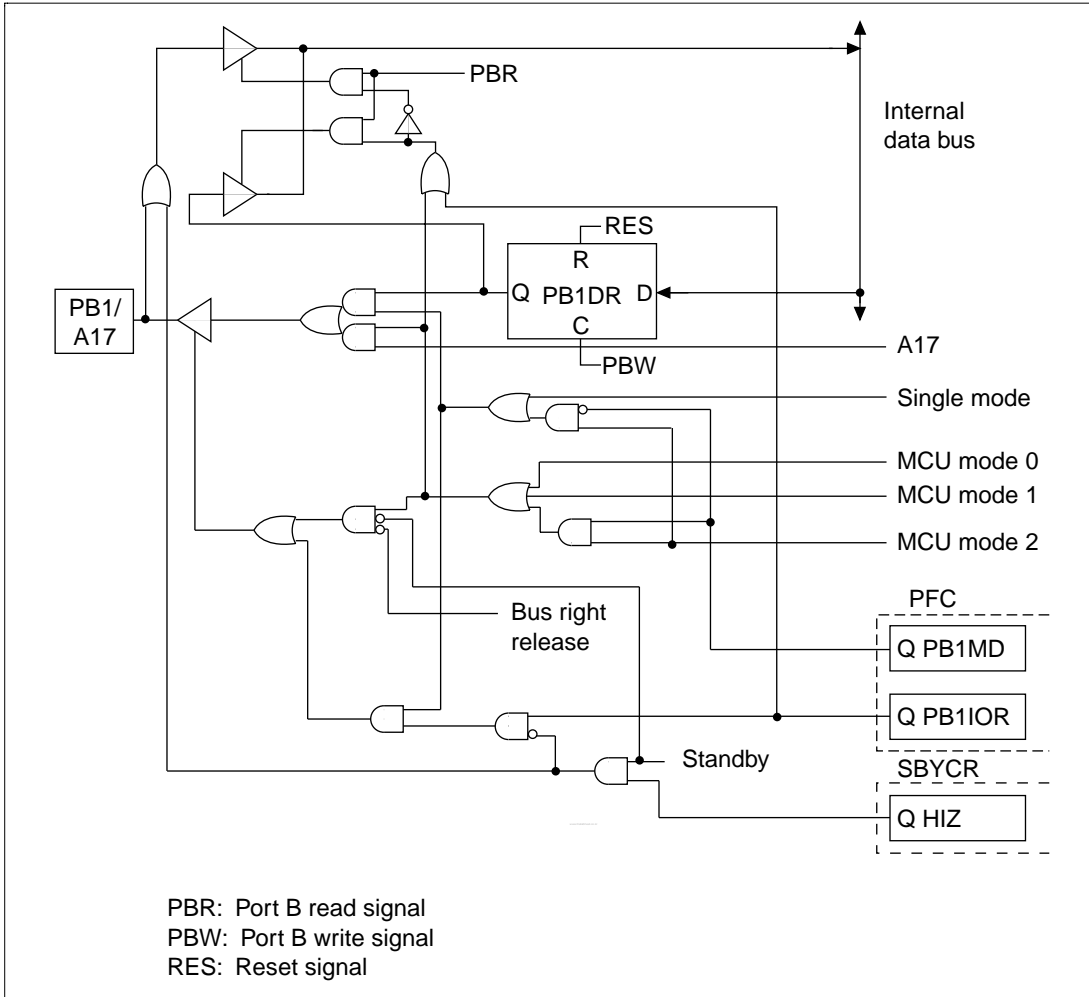 PBR
Internal
data bus
RES
R
Q PB1DR D
C
PBW
PB1/
A17
A17
Single mode
MCU mode 0
MCU mode 1
MCU mode 2
PFC
Bus right
release
Q PB1MD
Q PB1IOR
Standby
SBYCR
Q HIZ
PBR: Port B read signal
PBW: Port B write signal
RES: Reset signal